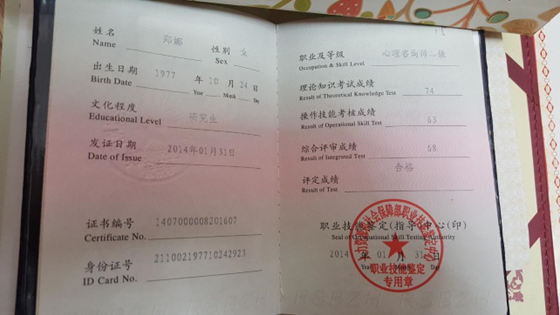 姓名 郑娜 性别 女
Name Sex
出生日期 1977 年 10 月 24 日
Birth Date Year Month Day
文化程度 研究生
Educational Level
发证日期 2014年01月31日
Date of Issue
证书编号 1407000008201607
Certificate No.
身份证号 211002197710242923
ID Card No.
职业及等级 心理咨询师二级
Occupation & Skill Level
理论知识考试成绩 74
Result of Theoretical Knowledge Test
操作技能考核成绩 63
Result of Operational Skill Test
综合评审成绩 68
Result of Integrated Test
评定成绩 合格
Result of Test
职业技能鉴定(指导)中心(印)
Seal of Occupational Skill Testing Authority
2014 年 01 月 31 日
Year Month Day
职业技能鉴定
专用章